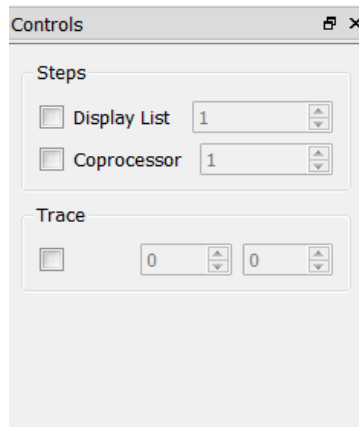 Controls
Steps
Display List 1
Coprocessor 1
Trace
0 0